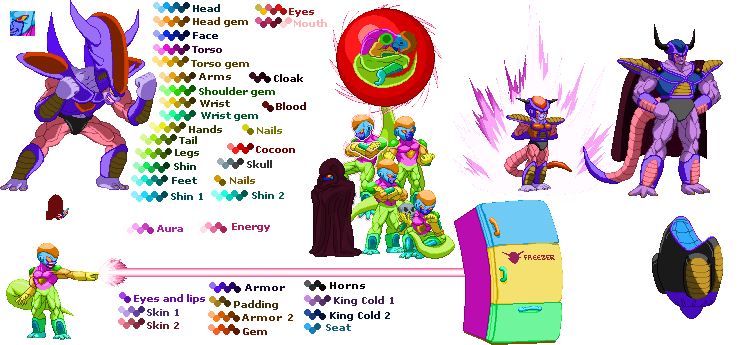 Head
Head gem
Face
Torso
Torso gem
Arms
Shoulder gem
Wrist
Wrist gem
Hands
Tail
Legs
Shin
Feet
Shin 1
Shin 2
Eyes
Mouth
Cloak
Blood
Nails
Cocoon
Skull
Nails
Aura
Energy
FREEZER
Eyes and lips
Skin 1
Skin 2
Armor
Padding
Armor 2
Gem
Horns
King Cold 1
King Cold 2
Seat